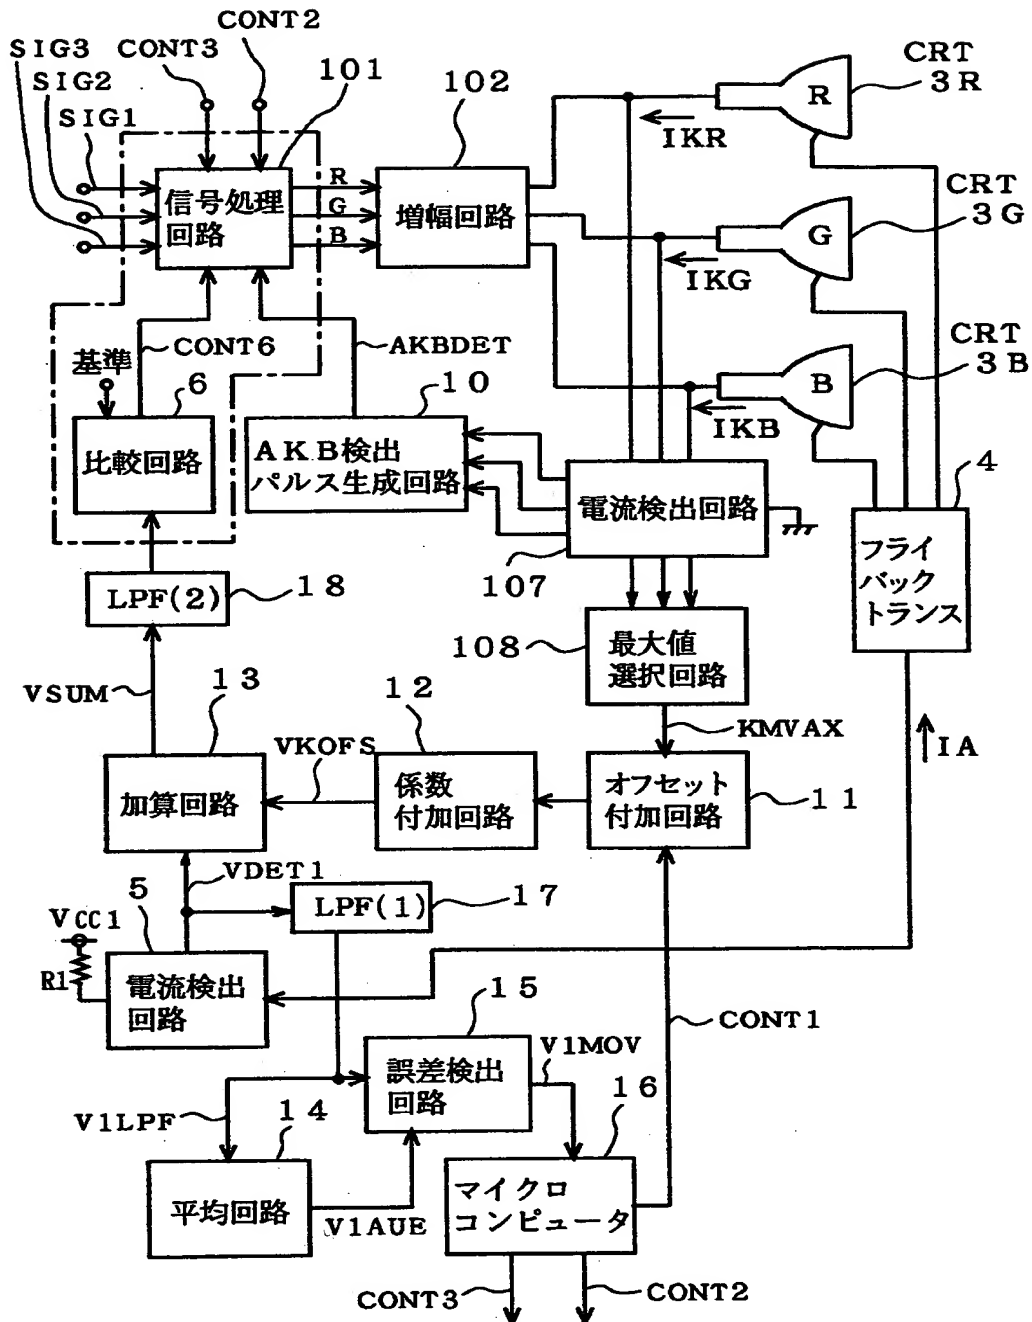 CONT2
SIG3
CONT3
SIG2
SIG1
101
102
信号処理
回路
R
G
B
増幅回路
R
IKR
CRT
3R
G
IKG
CRT
3G
B
IKB
CRT
3B
CONT6
AKBDET
基準
6
10
比較回路
AKB検出
パルス生成回路
電流検出回路
107
4
フライ
バック
トランス
LPF(2)
18
108
最大値
選択回路
VSUM
13
12
KMVAX
IA
VKOFS
加算回路
係数
付加回路
オフセット
付加回路
11
VDET1
5
LPF(1)
17
VCC1
R1
電流検出
回路
15
CONT1
誤差検出
回路
V1MOV
16
V1LPF
14
平均回路
V1AUE
マイクロ
コンピュータ
CONT3
CONT2